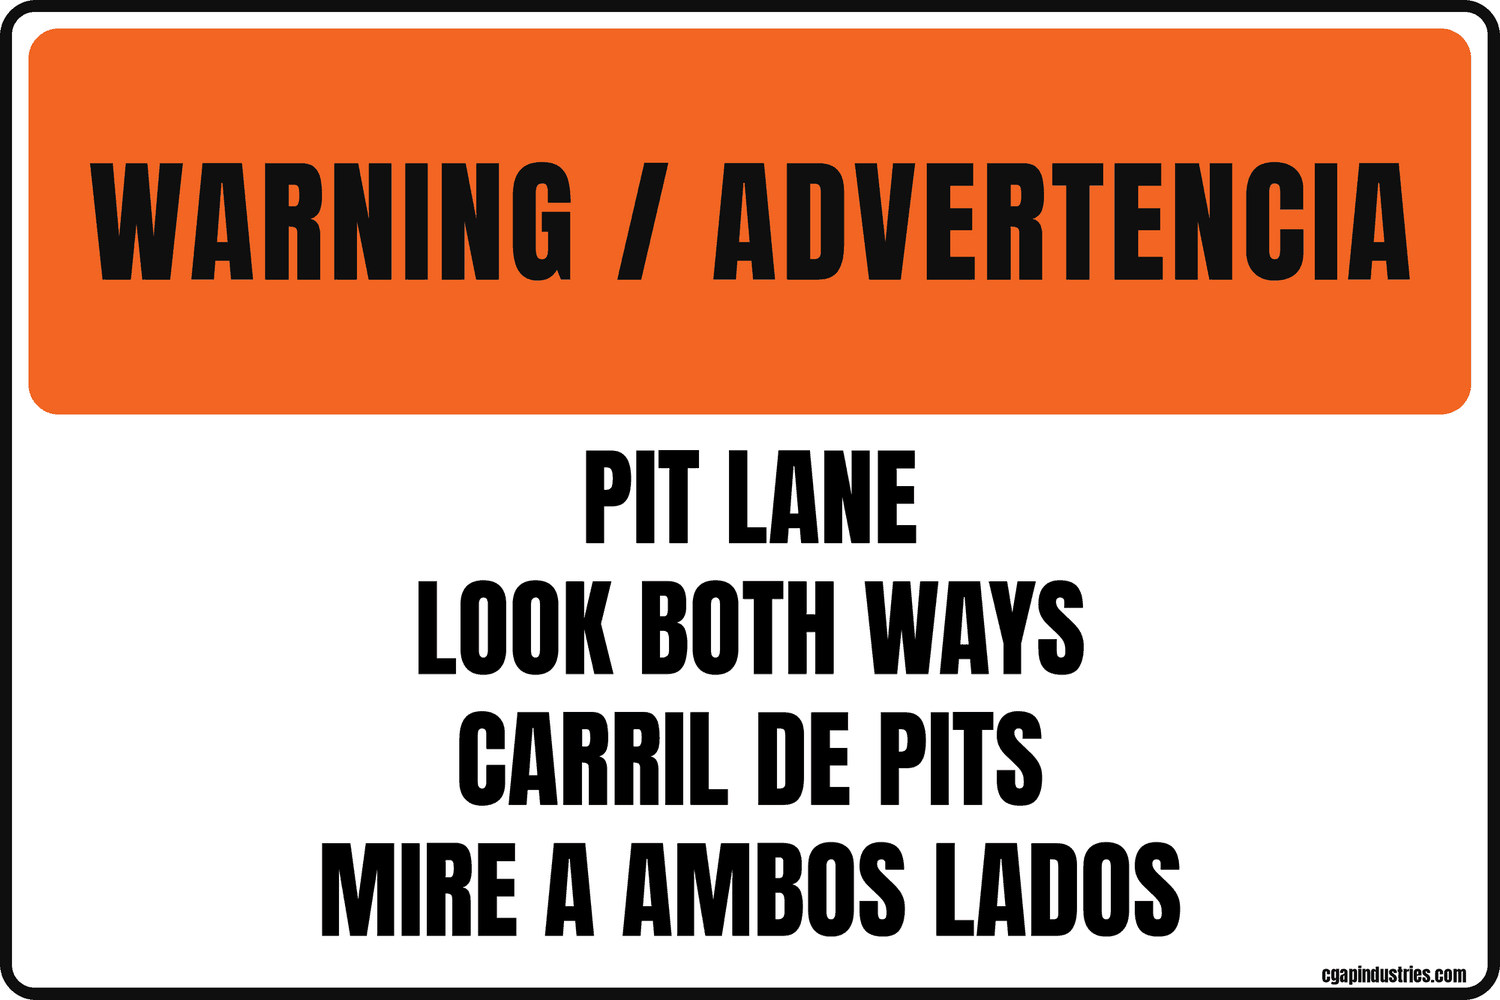 WARNING / ADVERTENCIA
PIT LANE
LOOK BOTH WAYS
CARRIL DE PITS
MIRE A AMBOS LADOS
cgapindustries.com